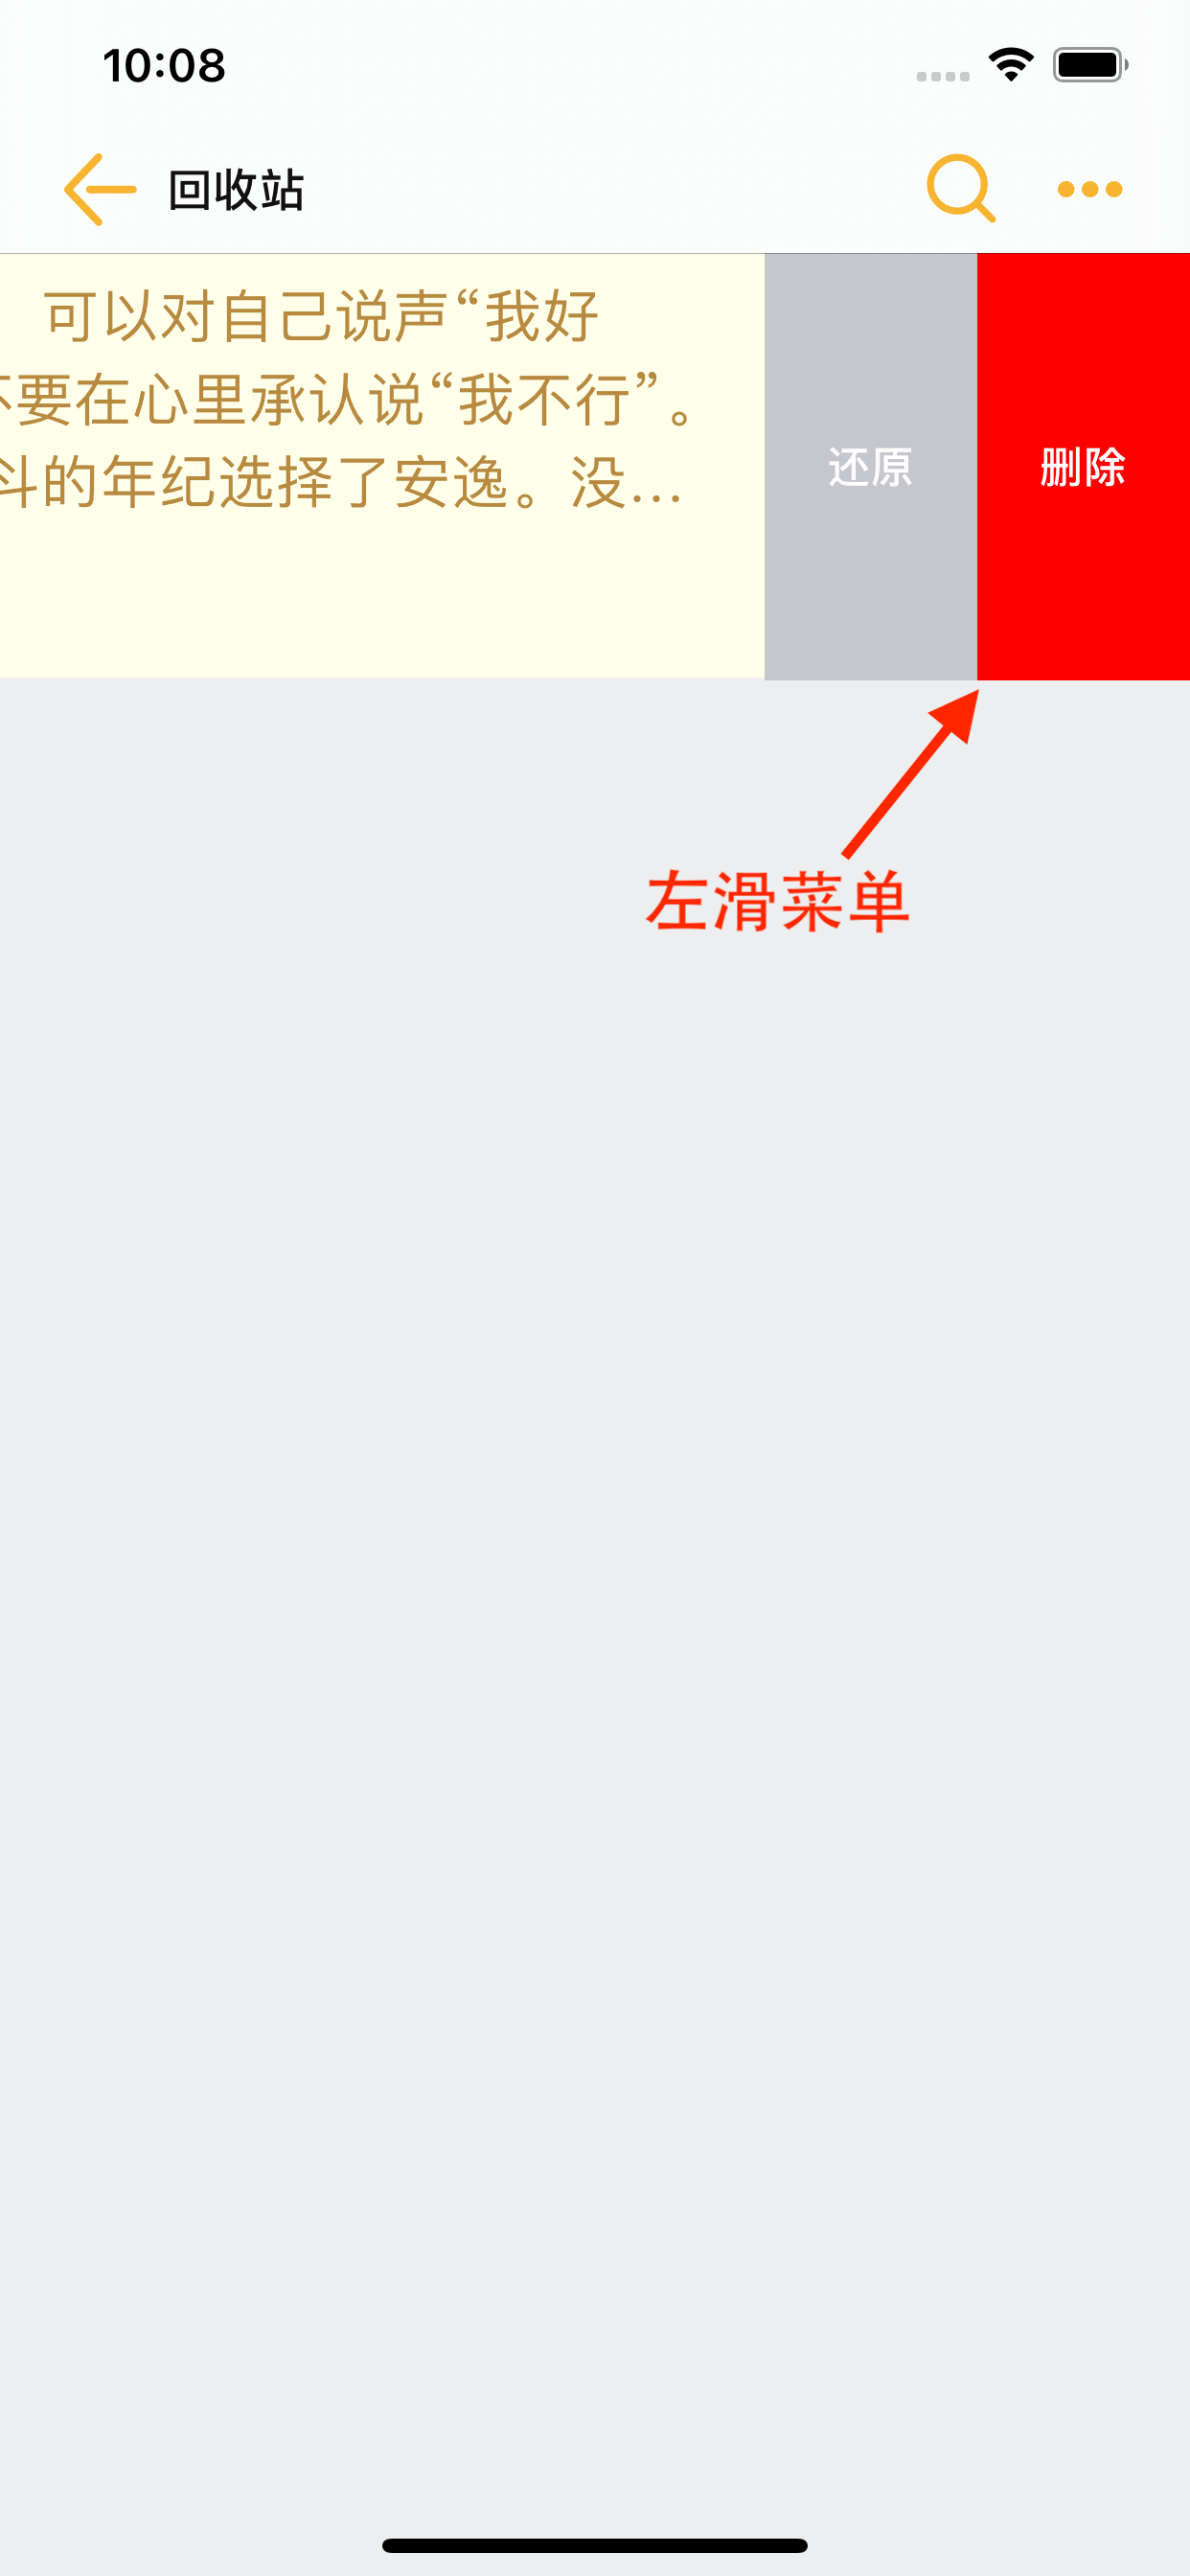 10:08
回收站
可以对自己说声“我好
不要在心里承认说“我不行”。
斗的年纪选择了安逸。没...
还原
删除
左滑菜单